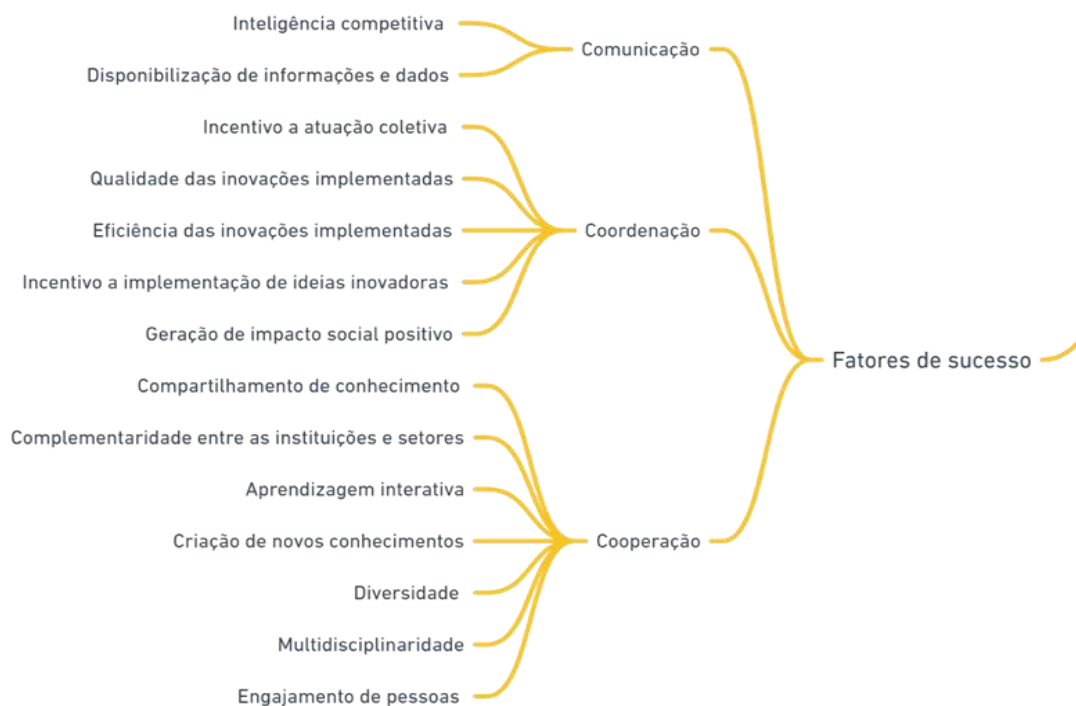 Inteligência competitiva
Disponibilização de informações e dados
Comunicação
Incentivo a atuação coletiva
Qualidade das inovações implementadas
Eficiência das inovações implementadas
Incentivo a implementação de ideias inovadoras
Geração de impacto social positivo
Coordenação
Compartilhamento de conhecimento
Complementaridade entre as instituições e setores
Aprendizagem interativa
Criação de novos conhecimentos
Diversidade
Multidisciplinaridade
Engajamento de pessoas
Cooperação
Fatores de sucesso